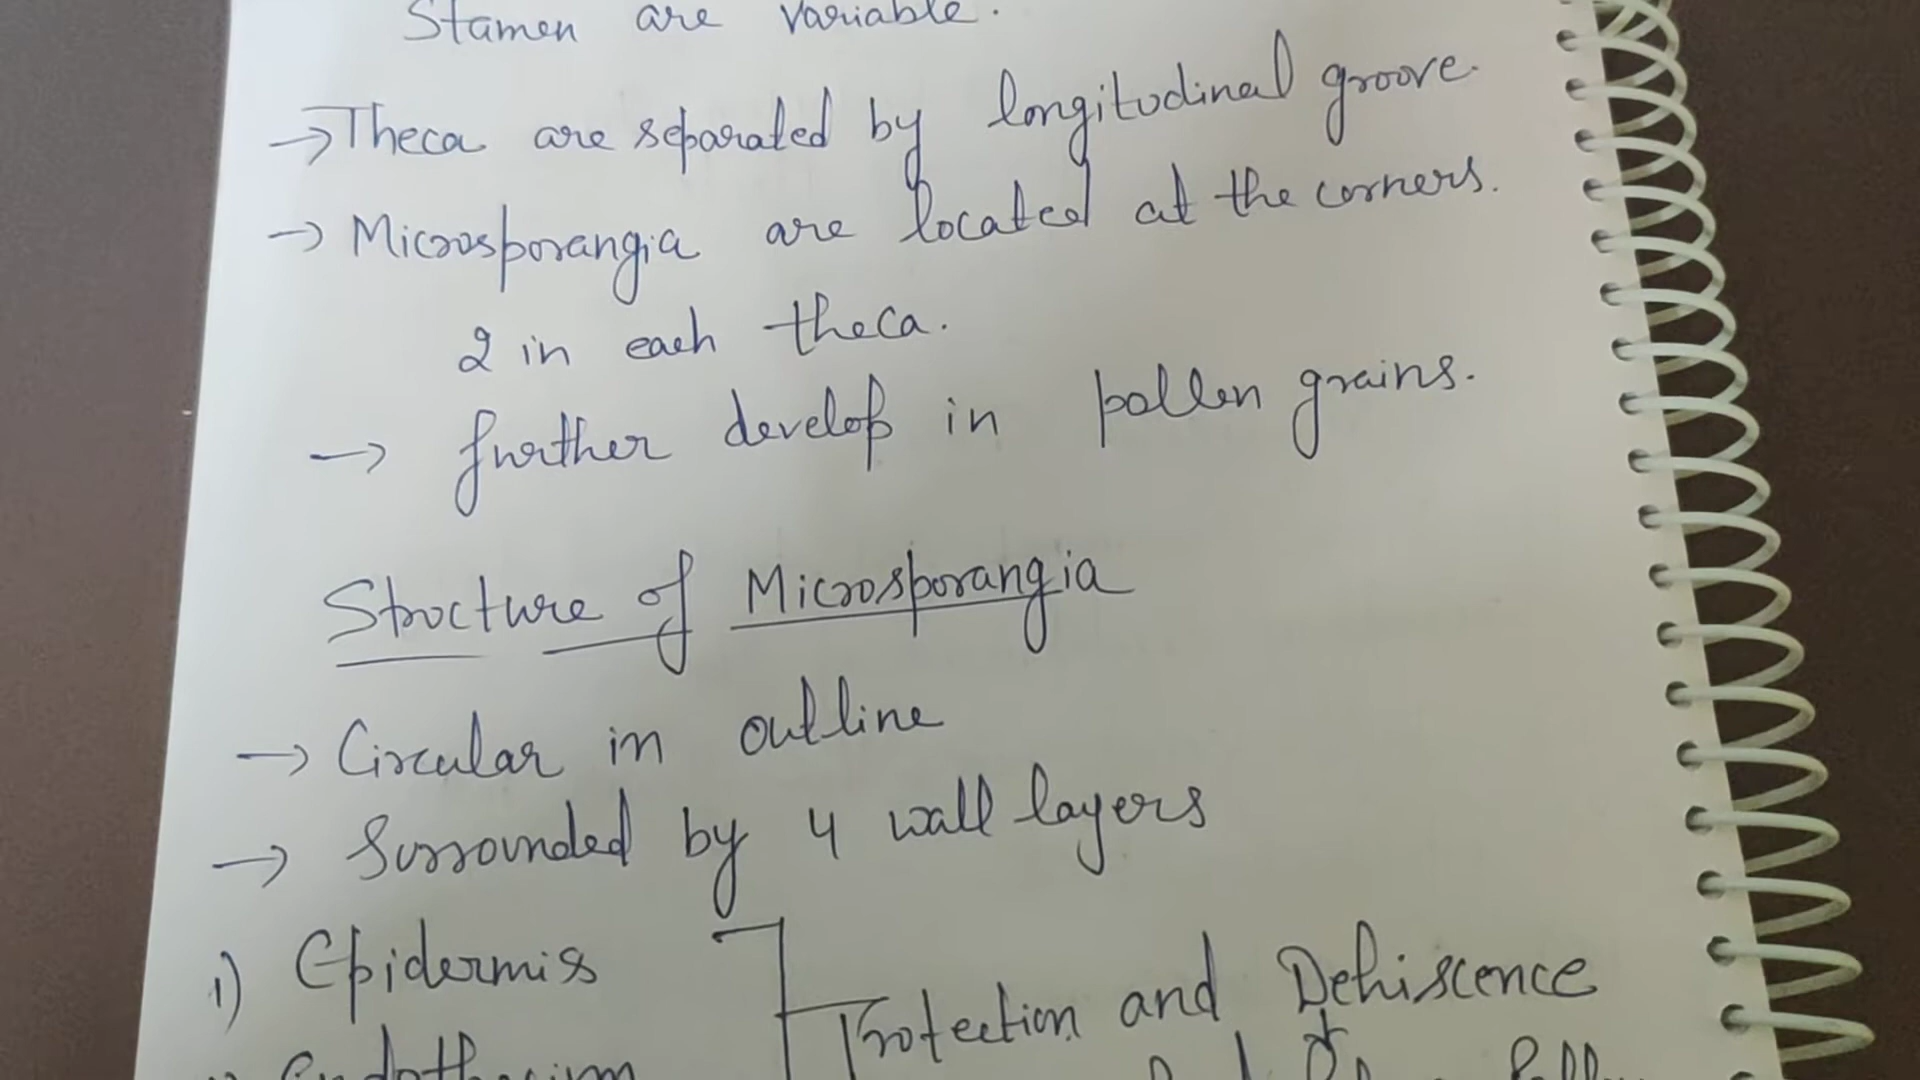 Stamen are variable.
→ Theca are separated by longitudinal groove.
→ Microsporangia are located at the corners.
2 in each theca.
→ further develop in pollen grains.
Structure of Microsporangia
→ Circular in outline
→ Surrounded by 4 wall layers
i) Epidermis
Protection and Dehiscence
Endothecium